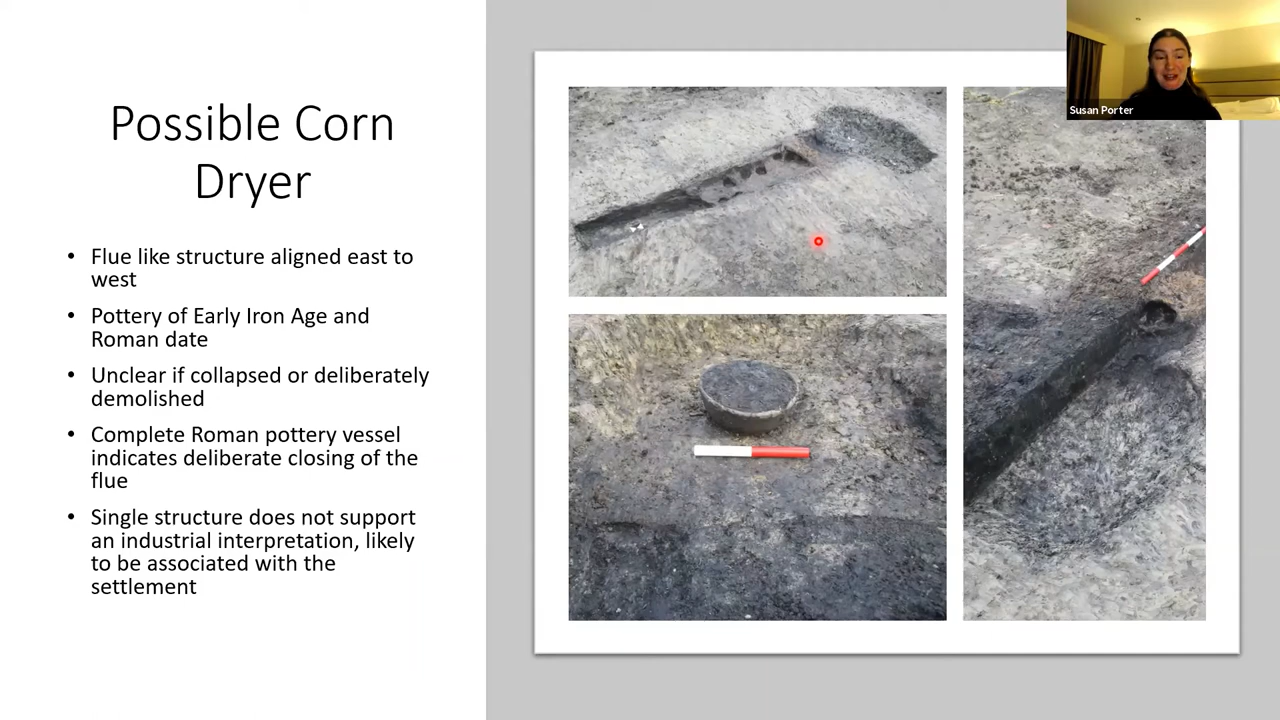 Possible Corn
Dryer
• Flue like structure aligned east to
west
• Pottery of Early Iron Age and
Roman date
• Unclear if collapsed or deliberately
demolished
• Complete Roman pottery vessel
indicates deliberate closing of the
flue
• Single structure does not support
an industrial interpretation, likely
to be associated with the
settlement
Susan Porter